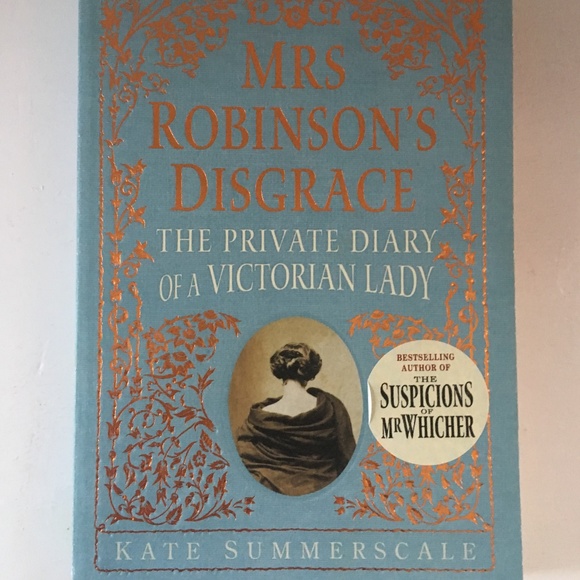 MRS
ROBINSON'S
DISGRACE
THE PRIVATE DIARY
OF A VICTORIAN LADY
BESTSELLING
AUTHOR OF
THE
SUSPICIONS
OF
MR WHICHER
KATE SUMMERSCALE